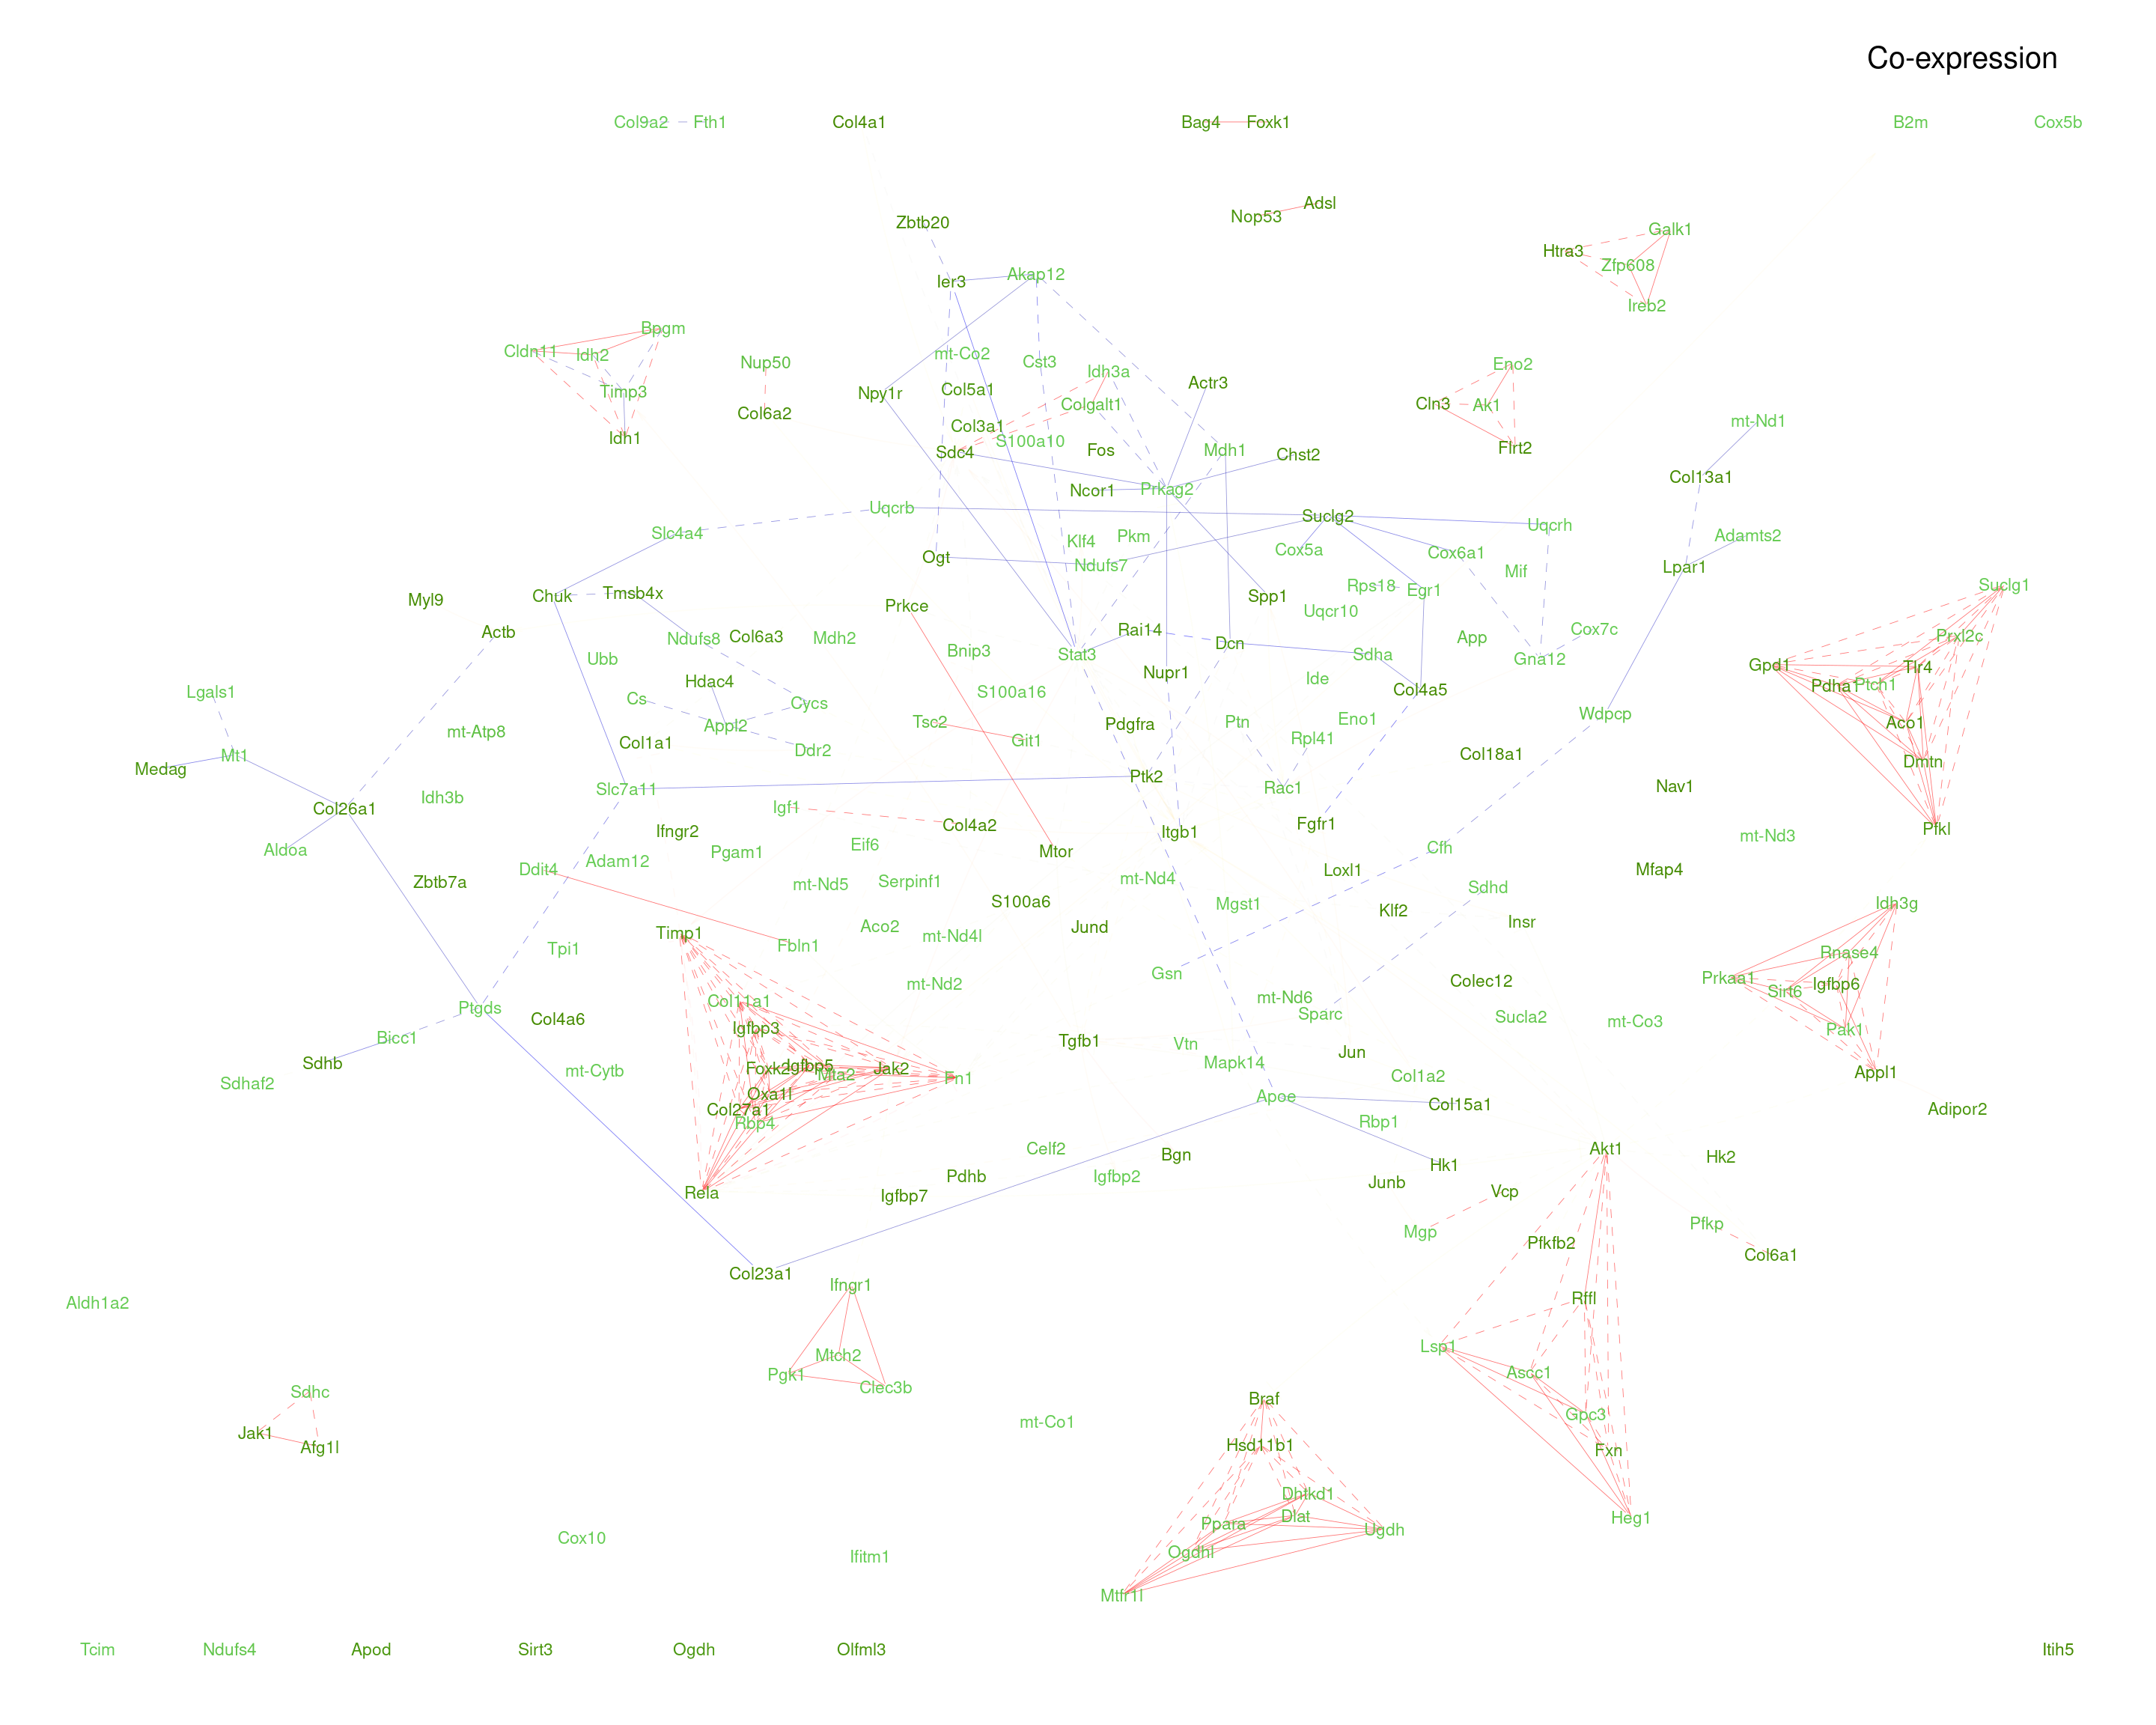 Co-expression
Col9a2 Fth1 Col4a1 Bag4 Foxk1 B2m Cox5b
Nop53 Adsl
Zbtb20 Galk1
Htra3 Zfp608
Ier3 Akap12 Ireb2
Bpgm
Cldn11 Idh2 Nup50 mt-Co2 Cst3 Idh3a Actr3 Eno2
Timp3 Npy1r Col5a1 Colgalt1 Cln3 Ak1
Idh1 Col6a2 Col3a1 S100a10 mt-Nd1
Sdc4 Fos Mdh1 Chst2 Flrt2
Ncor1 Prkag2 Col13a1
Slc4a4 Uqcrb Suclg2 Uqcrh
Ogt Klf4 Pkm Cox5a Cox6a1 Adamts2
Ndufs7 Mif Lpar1
Myl9 Chuk Tmsb4x Prkce Spp1 Rps18 Egr1 Suclg1
Actb Ndufs8 Col6a3 Mdh2 Rai14 Uqcr10 App Cox7c Prxl2c
Ubb Bnip3 Stat3 Dcn Sdha Gna12
Gpd1 Tlr4
Lgals1 Cs Hdac4 Cycs S100a16 Nupr1 Ide Col4a5 Pdha1 Ptch1
mt-Atp8 Appl2 Tsc2 Pdgfra Ptn Eno1 Wdpcp Aco1
Medag Mt1 Col1a1 Ddr2 Git1 Rpl41 Col18a1 Dmtn
Idh3b Slc7a11 Ptk2 Rac1 Nav1
Col26a1 Igf1
Aldoa Ifngr2 Col4a2 Itgb1 Fgfr1 mt-Nd3 Pfkl
Pgam1 Eif6 Mtor Cfh
Zbtb7a Ddit4 Adam12 mt-Nd5 Serpinf1 mt-Nd4 Loxl1 Mfap4
S100a6 Mgst1 Klf2 Sdhd Idh3g
Timp1 Fbln1 Aco2 mt-Nd4l Jund Insr
Tpi1 Rnase4
mt-Nd2 Gsn Colec12 Prkaa1 Sirt6 Igfbp6
Ptgds Col11a1 mt-Nd6
Bicc1 Col4a6 Igfbp3 Tgfb1 Vtn Sparc Sucla2 mt-Co3 Pak1
Sdhb mt-Cytb Foxk2 Igfbp5 Mta2 Jak2 Fn1 Mapk14 Jun Appl1
Sdhaf2 Oxa1l Col1a2
Col27a1 Apoe Col15a1 Adipor2
Rbp4 Rbp1
Celf2 Bgn Akt1 Hk2
Rela Igfbp7 Pdhb Igfbp2 Junb Hk1 Vcp
Mgp Pfkp
Pfkfb2 Col6a1
Col23a1 Ifngr1
Aldh1a2 Rffl
Mtch2 Lsp1
Sdhc Pgk1 Clec3b Ascc1
Braf
Jak1 Afg1l mt-Co1 Hsd11b1 Gpc3
Fxn
Dhtkd1
Cox10 Ppara Dlat Ugdh Heg1
Ifitm1 Ogdhl
Mtfr1l
Tcim Ndufs4 Apod Sirt3 Ogdh Olfml3 Itih5